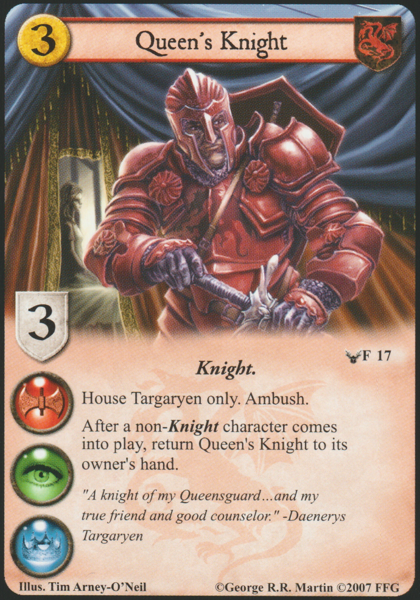 3
Queen's Knight
3
F 17
Knight.
House Targaryen only. Ambush.
After a non-Knight character comes
into play, return Queen's Knight to its
owner's hand.
"A knight of my Queensguard...and my
true friend and good counselor." -Daenerys
Targaryen
Illus. Tim Arney-O'Neil ©George R.R. Martin ©2007 FFG